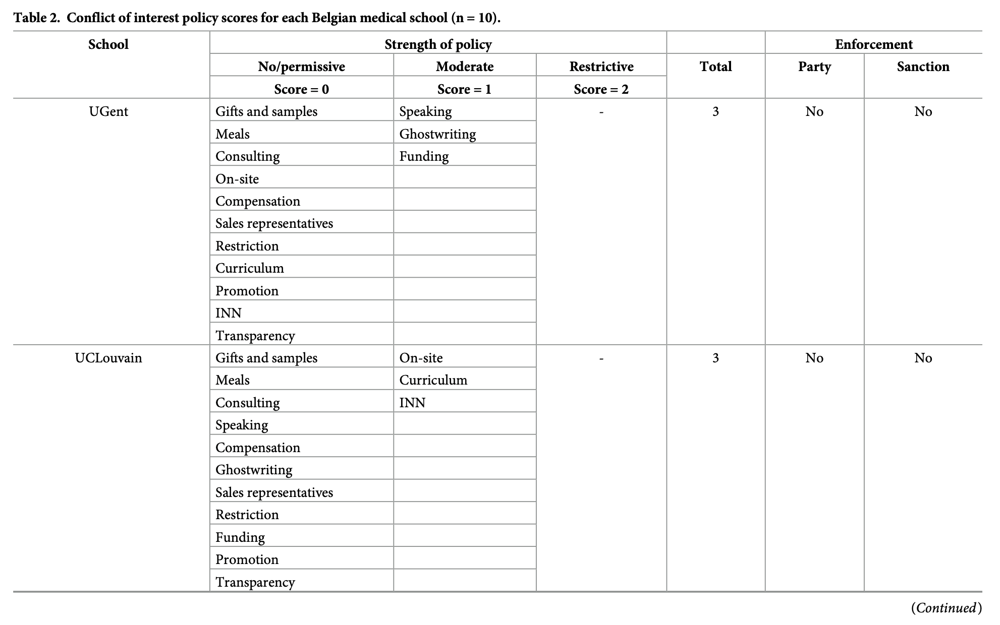 Table 2. Conflict of interest policy scores for each Belgian medical school (n = 10).
School Strength of policy Enforcement
No/permissive Moderate Restrictive Total Party Sanction
Score = 0 Score = 1 Score = 2
UGent Gifts and samples Speaking - 3 No No
Meals Ghostwriting
Consulting Funding
On-site
Compensation
Sales representatives
Restriction
Curriculum
Promotion
INN
Transparency
UCLouvain Gifts and samples On-site - 3 No No
Meals Curriculum
Consulting INN
Speaking
Compensation
Ghostwriting
Sales representatives
Restriction
Funding
Promotion
Transparency
(Continued)